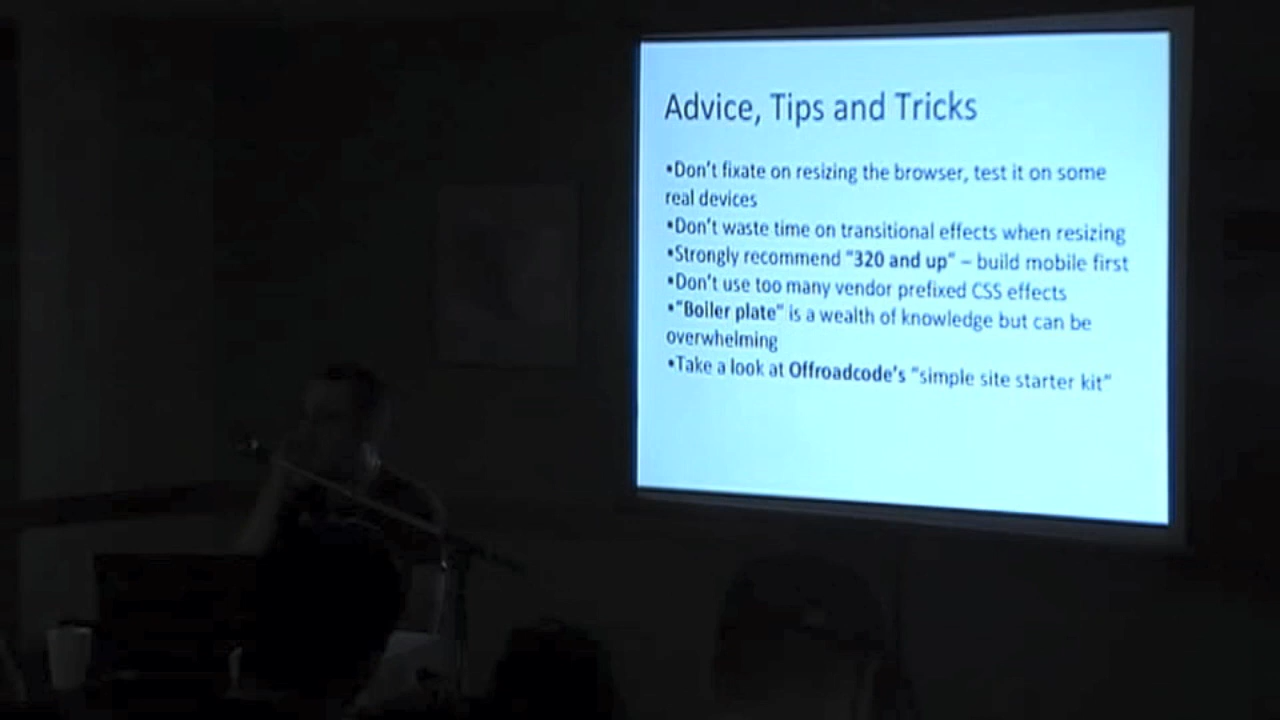 Advice, Tips and Tricks
•Don't fixate on resizing the browser, test it on some
real devices
•Don't waste time on transitional effects when resizing
•Strongly recommend "320 and up" – build mobile first
•Don't use too many vendor prefixed CSS effects
•"Boiler plate" is a wealth of knowledge but can be
overwhelming
•Take a look at Offroadcode's "simple site starter kit"